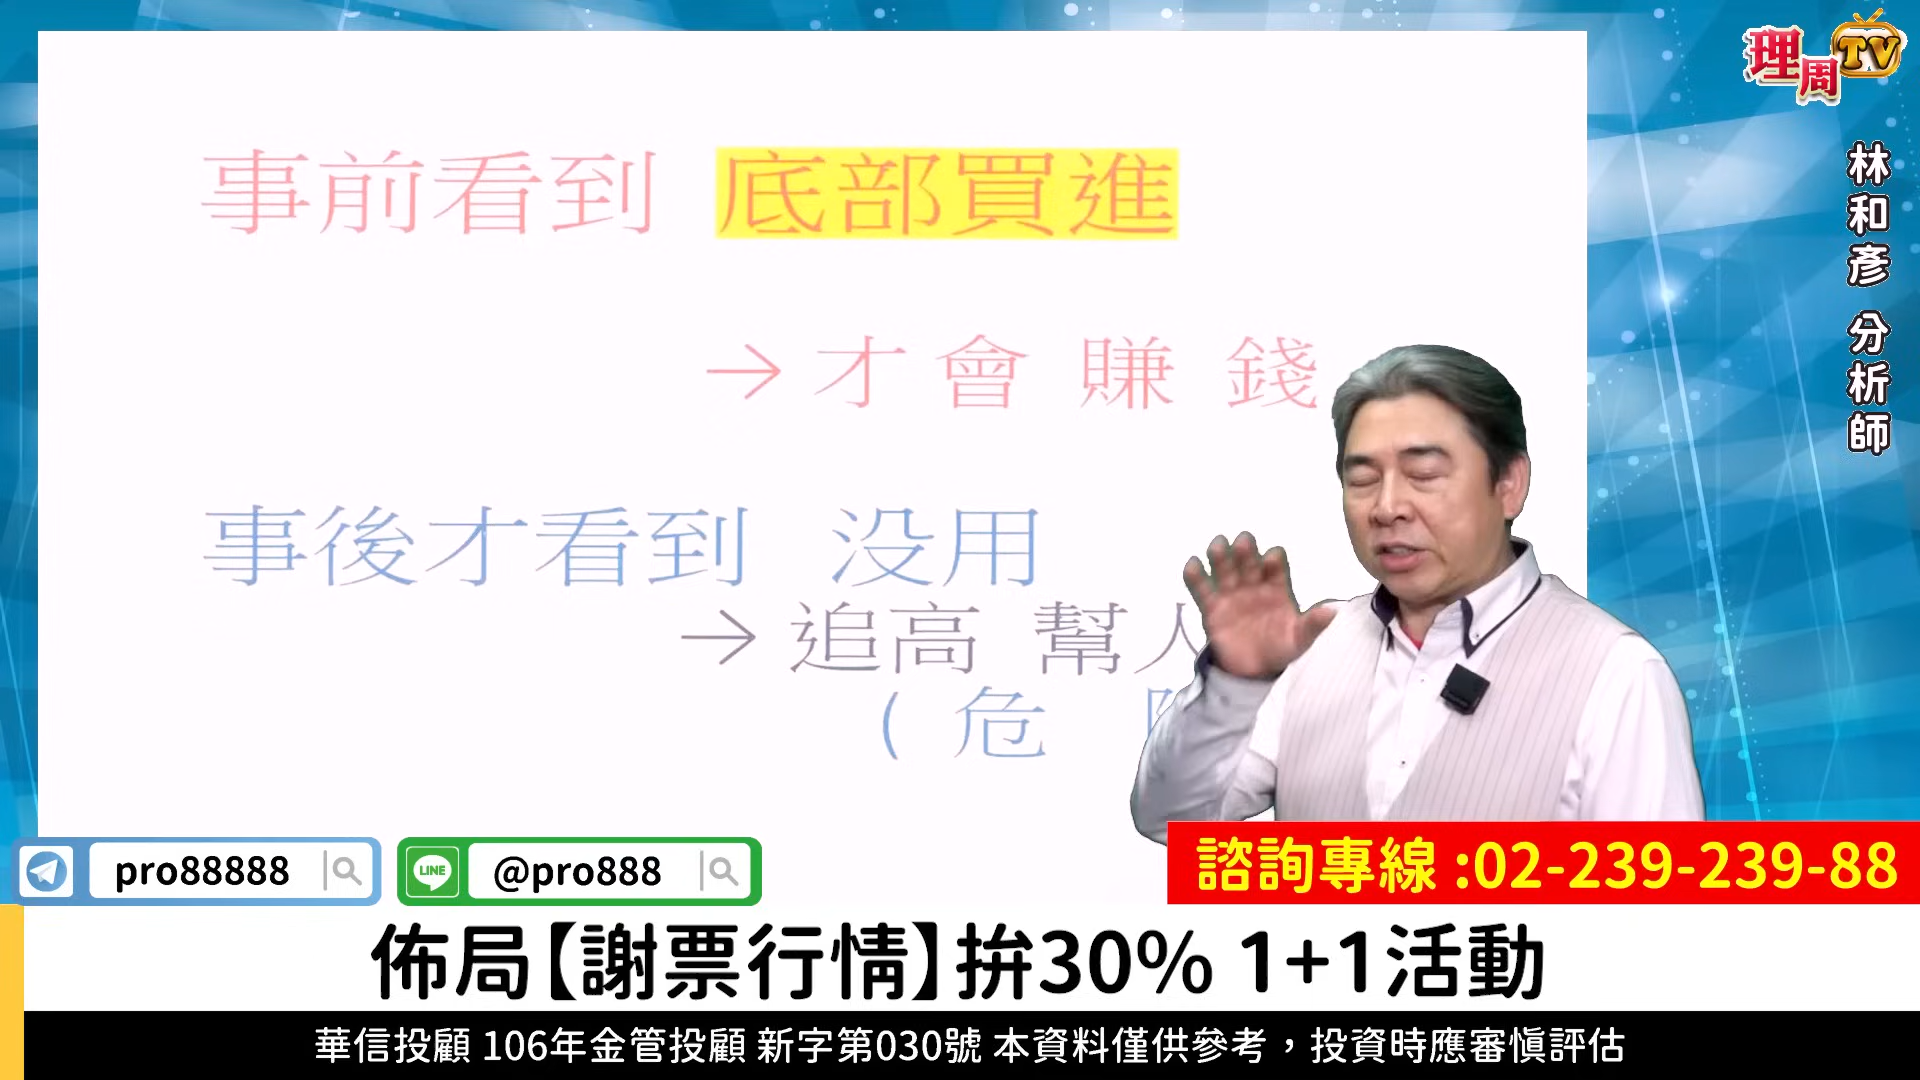 事前看到 底部買進
→才會 賺 錢
事後才看到 没用
→追高 幫人
(危
理周TV
林和彥 分析師
pro88888
LINE
@pro888
諮詢專線:02-239-239-88
佈局【謝票行情】拚30% 1+1活動
華信投顧 106年金管投顧 新字第030號 本資料僅供參考,投資時應審慎評估